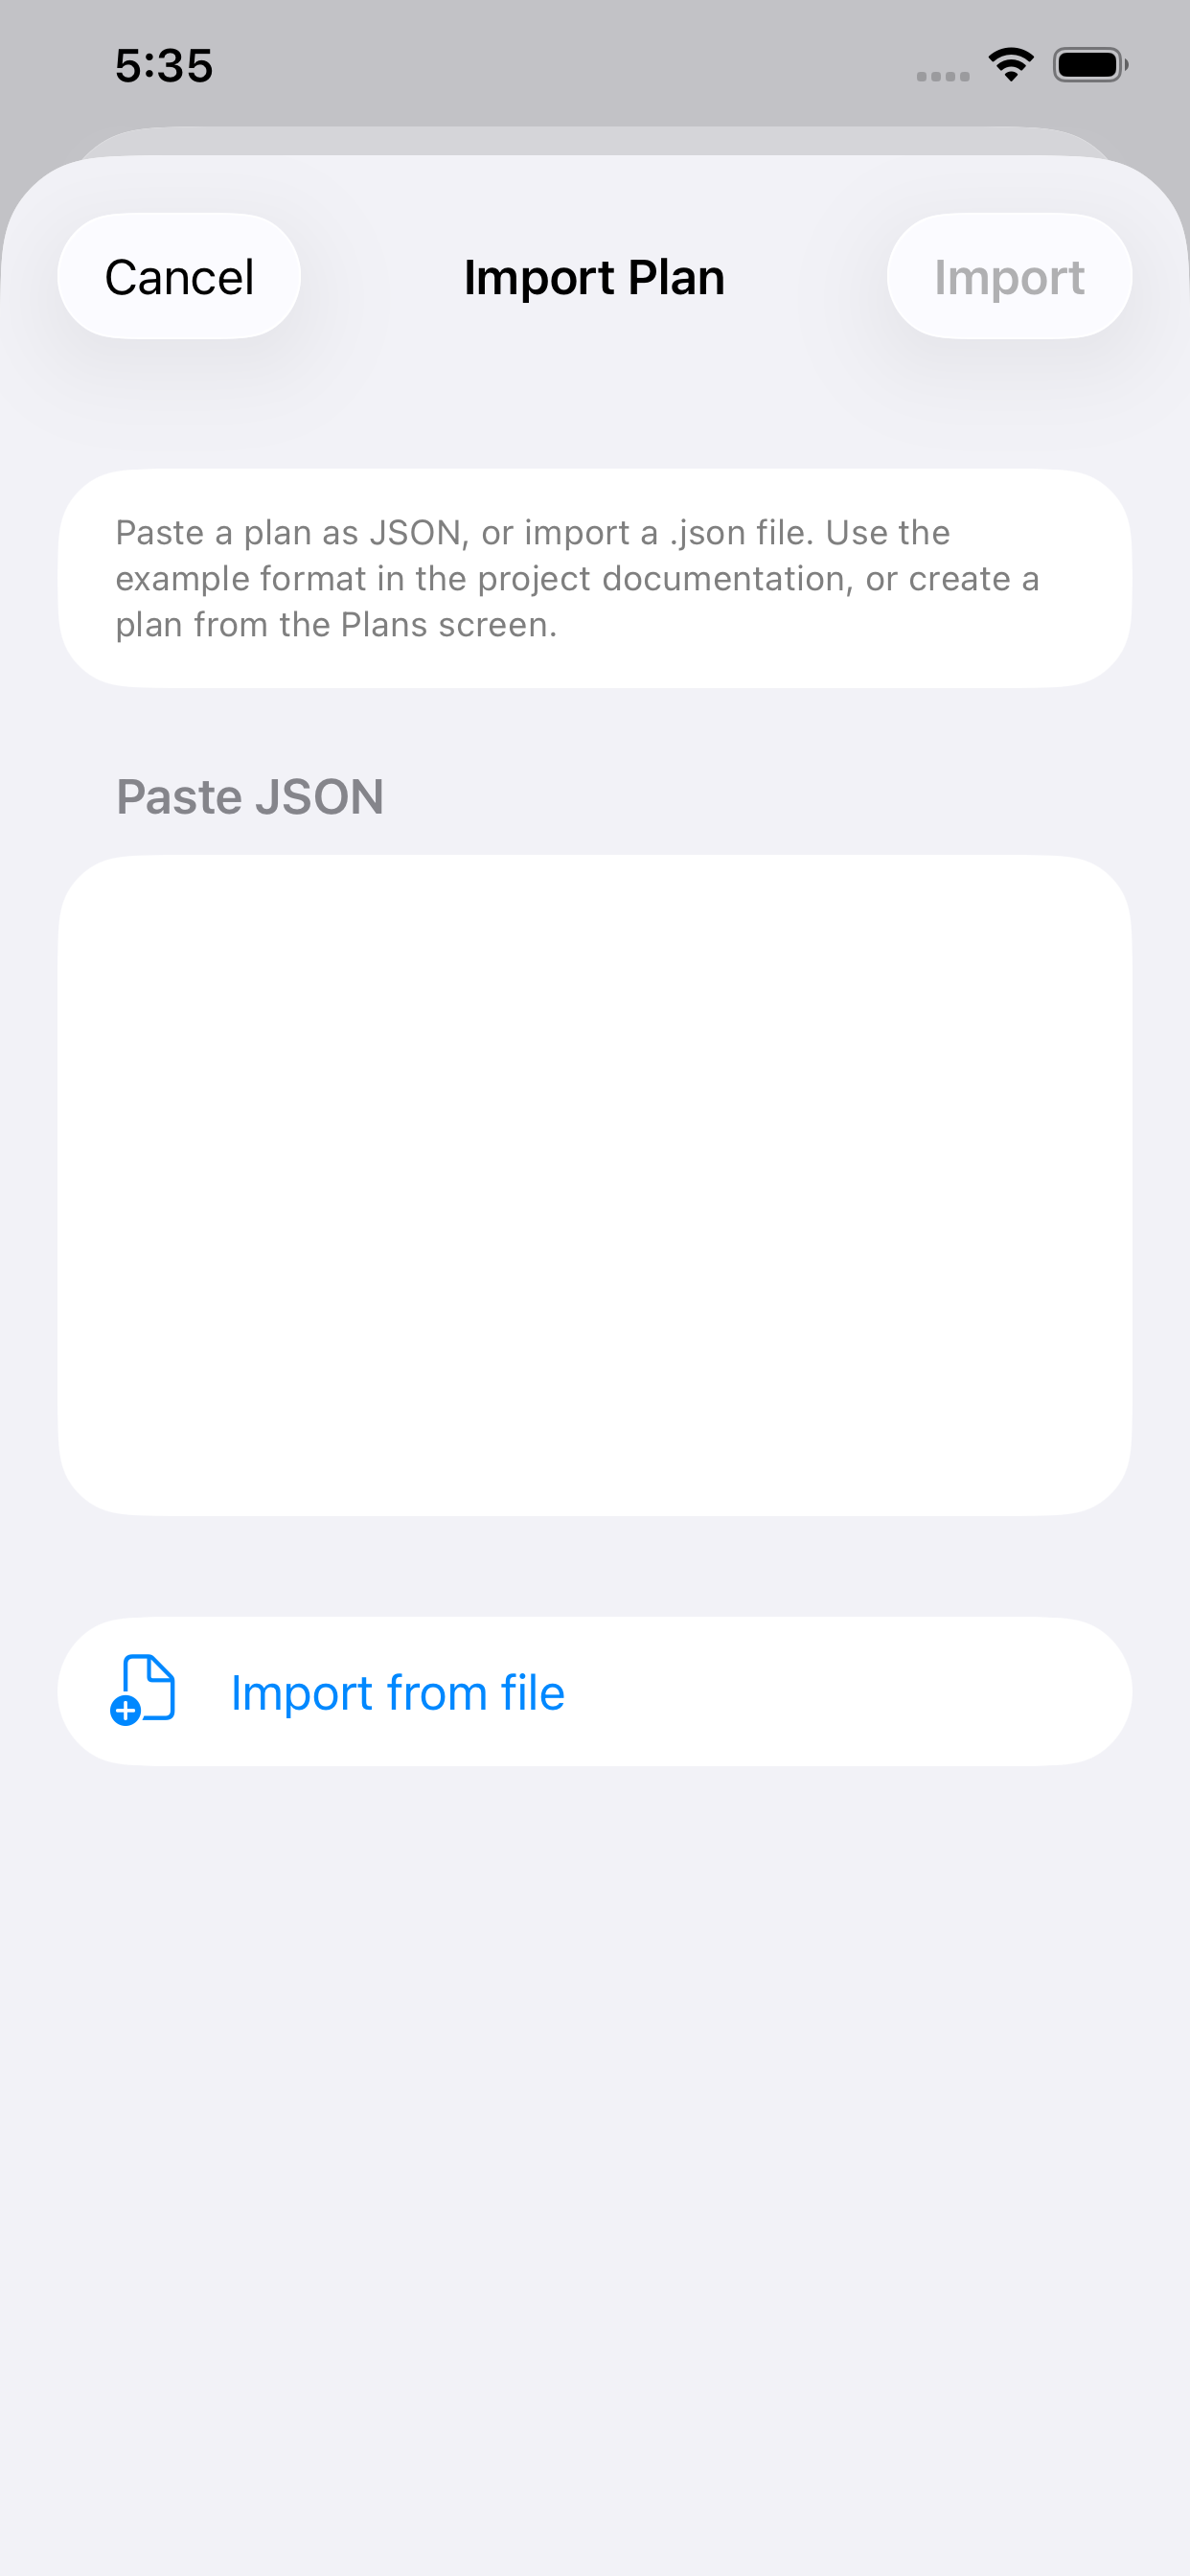 5:35
Cancel
Import Plan
Import
Paste a plan as JSON, or import a .json file. Use the
example format in the project documentation, or create a
plan from the Plans screen.
Paste JSON
Import from file